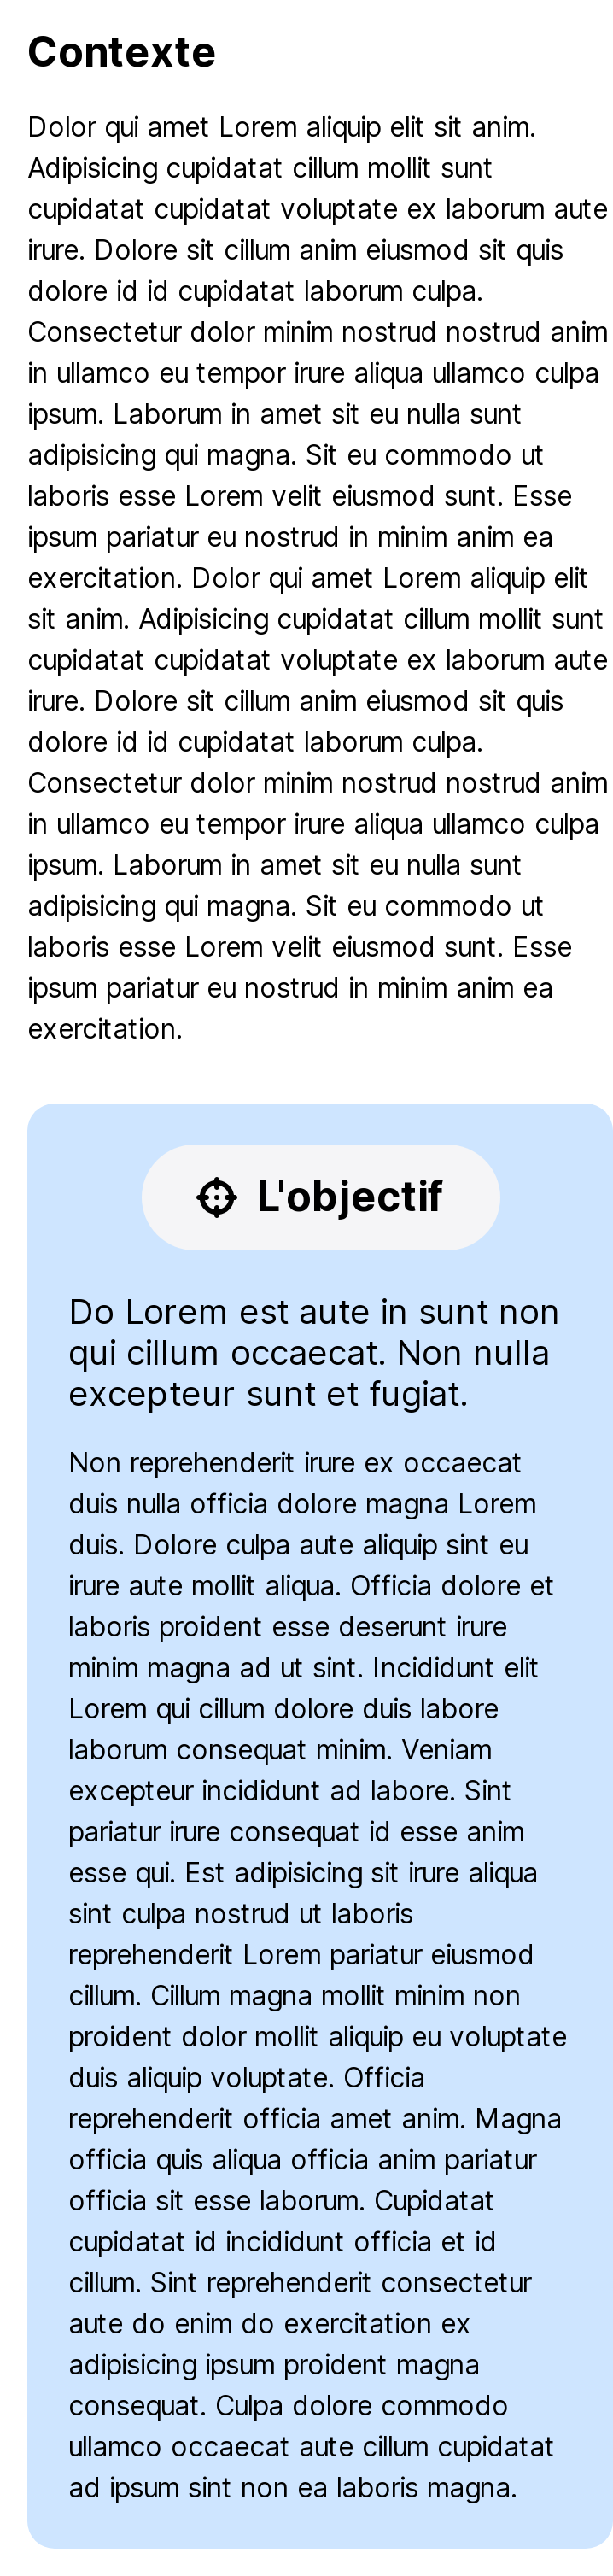 Contexte
Dolor qui amet Lorem aliquip elit sit anim.
Adipisicing cupidatat cillum mollit sunt
cupidatat cupidatat voluptate ex laborum aute
irure. Dolore sit cillum anim eiusmod sit quis
dolore id id cupidatat laborum culpa.
Consectetur dolor minim nostrud nostrud anim
in ullamco eu tempor irure aliqua ullamco culpa
ipsum. Laborum in amet sit eu nulla sunt
adipisicing qui magna. Sit eu commodo ut
laboris esse Lorem velit eiusmod sunt. Esse
ipsum pariatur eu nostrud in minim anim ea
exercitation. Dolor qui amet Lorem aliquip elit
sit anim. Adipisicing cupidatat cillum mollit sunt
cupidatat cupidatat voluptate ex laborum aute
irure. Dolore sit cillum anim eiusmod sit quis
dolore id id cupidatat laborum culpa.
Consectetur dolor minim nostrud nostrud anim
in ullamco eu tempor irure aliqua ullamco culpa
ipsum. Laborum in amet sit eu nulla sunt
adipisicing qui magna. Sit eu commodo ut
laboris esse Lorem velit eiusmod sunt. Esse
ipsum pariatur eu nostrud in minim anim ea
exercitation.
L'objectif
Do Lorem est aute in sunt non
qui cillum occaecat. Non nulla
excepteur sunt et fugiat.
Non reprehenderit irure ex occaecat
duis nulla officia dolore magna Lorem
duis. Dolore culpa aute aliquip sint eu
irure aute mollit aliqua. Officia dolore et
laboris proident esse deserunt irure
minim magna ad ut sint. Incididunt elit
Lorem qui cillum dolore duis labore
laborum consequat minim. Veniam
excepteur incididunt ad labore. Sint
pariatur irure consequat id esse anim
esse qui. Est adipisicing sit irure aliqua
sint culpa nostrud ut laboris
reprehenderit Lorem pariatur eiusmod
cillum. Cillum magna mollit minim non
proident dolor mollit aliquip eu voluptate
duis aliquip voluptate. Officia
reprehenderit officia amet anim. Magna
officia quis aliqua officia anim pariatur
officia sit esse laborum. Cupidatat
cupidatat id incididunt officia et id
cillum. Sint reprehenderit consectetur
aute do enim do exercitation ex
adipisicing ipsum proident magna
consequat. Culpa dolore commodo
ullamco occaecat aute cillum cupidatat
ad ipsum sint non ea laboris magna.